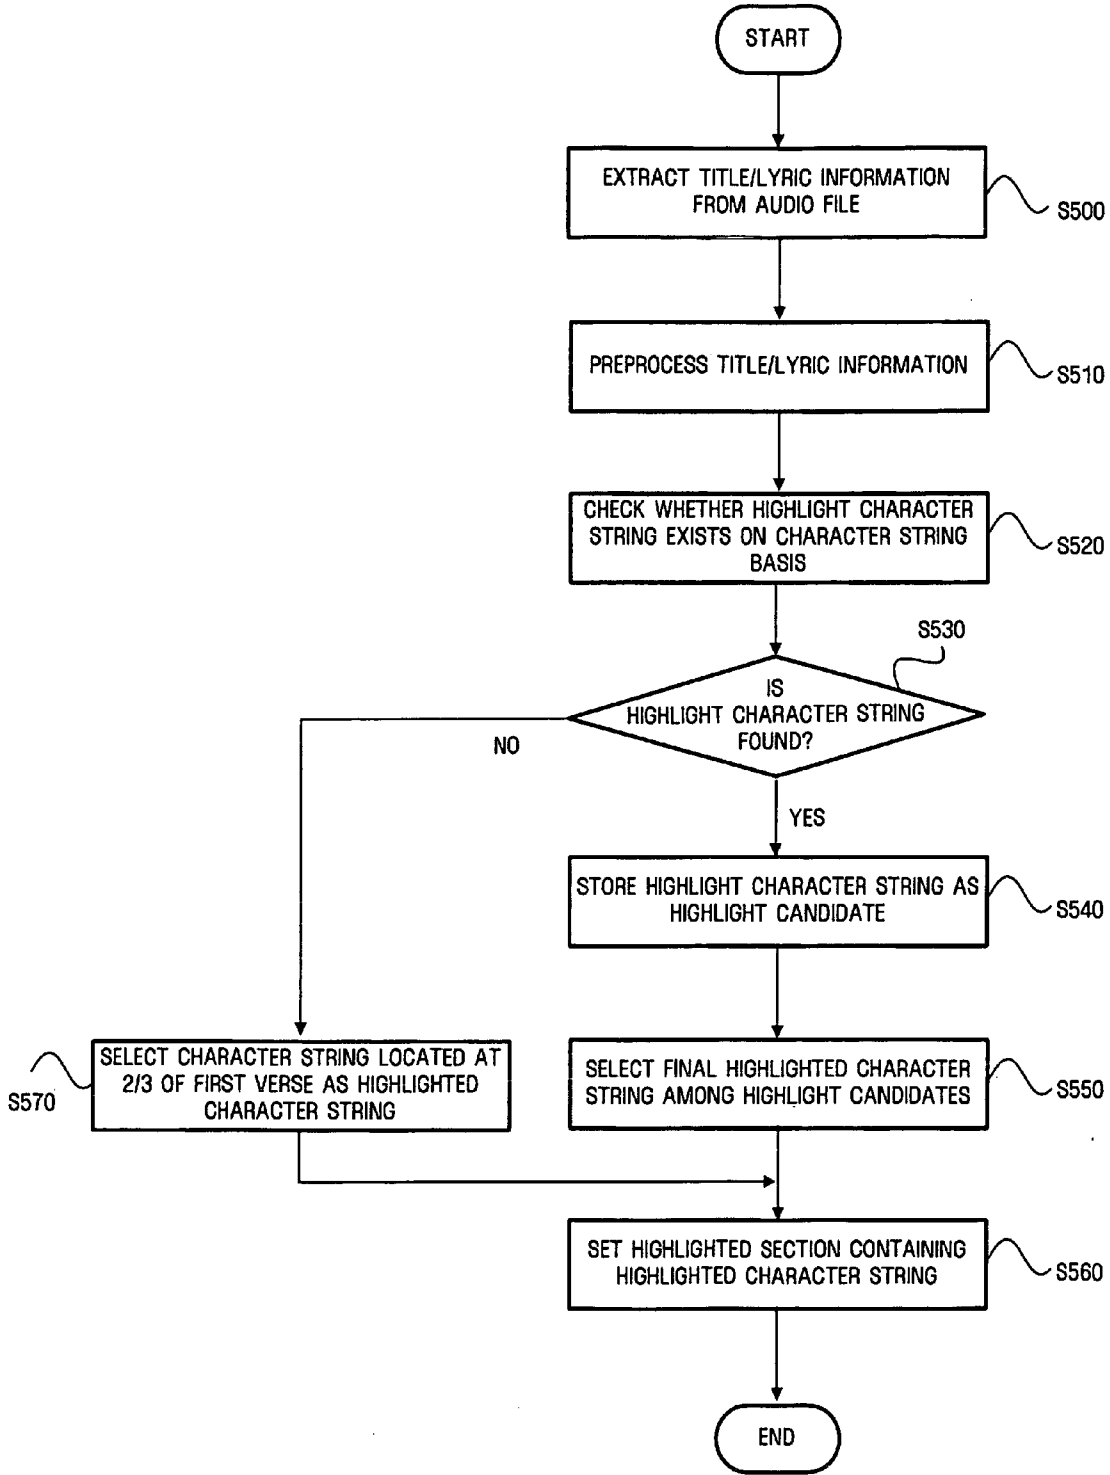 START
EXTRACT TITLE/LYRIC INFORMATION
FROM AUDIO FILE
S500
PREPROCESS TITLE/LYRIC INFORMATION
S510
CHECK WHETHER HIGHLIGHT CHARACTER
STRING EXISTS ON CHARACTER STRING
BASIS
S520
S530
IS
HIGHLIGHT CHARACTER STRING
FOUND?
NO
YES
STORE HIGHLIGHT CHARACTER STRING AS
HIGHLIGHT CANDIDATE
S540
SELECT CHARACTER STRING LOCATED AT
2/3 OF FIRST VERSE AS HIGHLIGHTED
CHARACTER STRING
S570
SELECT FINAL HIGHLIGHTED CHARACTER
STRING AMONG HIGHLIGHT CANDIDATES
S550
SET HIGHLIGHTED SECTION CONTAINING
HIGHLIGHTED CHARACTER STRING
S560
END